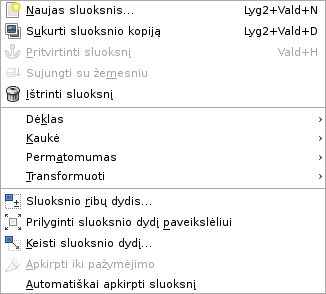 Naujas sluoksnis... Lyg2+Vald+N
Sukurti sluoksnio kopiją Lyg2+Vald+D
Pritvirtinti sluoksnį Vald+H
Sujungti su žemesniu
Ištrinti sluoksnį
Dėklas
Kaukė
Permatomumas
Transformuoti
Sluoksnio ribų dydis...
Prilyginti sluoksnio dydį paveikslėliui
Keisti sluoksnio dydį...
Apkirpti iki pažymėjimo
Automatiškai apkirpti sluoksnį